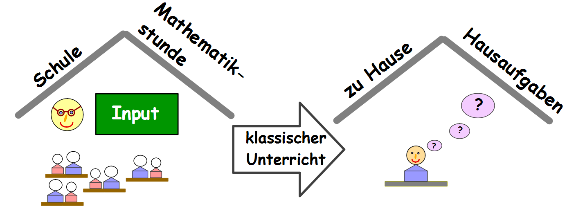 Schule
Mathematik-
stunde
Input
klassischer
Unterricht
zu Hause
Hausaufgaben
?
?
?